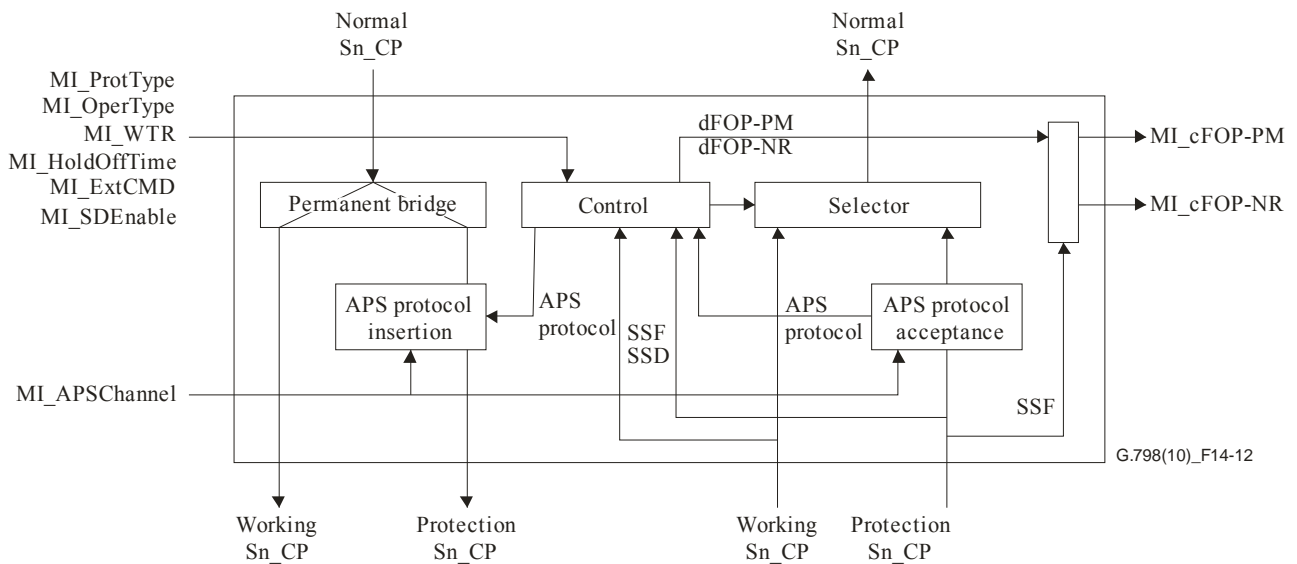 Normal
Sn_CP
Normal
Sn_CP
MI_ProtType
MI_OperType
MI_WTR
MI_HoldOffTime
MI_ExtCMD
MI_SDEnable
dFOP-PM
dFOP-NR
MI_cFOP-PM
MI_cFOP-NR
Permanent bridge
Control
Selector
APS protocol
insertion
APS
protocol
SSF
SSD
APS
protocol
APS protocol
acceptance
MI_APSChannel
SSF
G.798(10)_F14-12
Working
Sn_CP
Protection
Sn_CP
Working
Sn_CP
Protection
Sn_CP